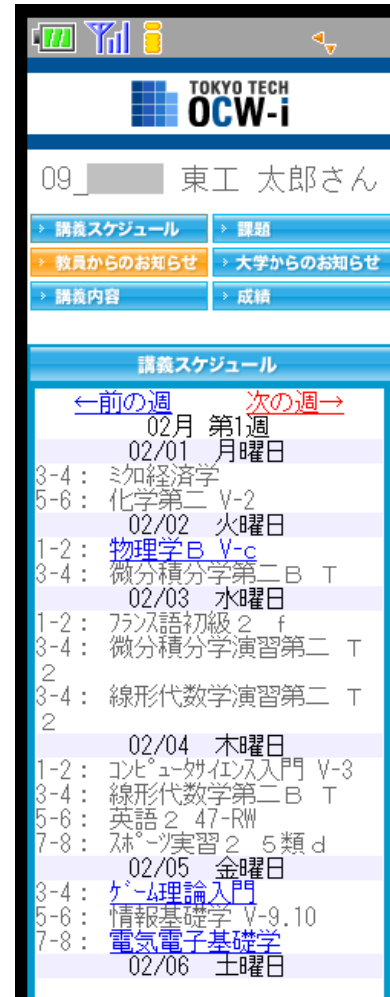 TOKYO TECH
OCW-i
09_ 東工 太郎さん
講義スケジュール 課題
教員からのお知らせ 大学からのお知らせ
講義内容 成績
講義スケジュール
←前の週 次の週→
02月 第1週
02/01 月曜日
3-4: ﾐｸﾛ経済学
5-6: 化学第二 V-2
02/02 火曜日
1-2: 物理学B V-c
3-4: 微分積分学第二B T
02/03 水曜日
1-2: ﾌﾗﾝｽ語初級2 f
3-4: 微分積分学演習第二 T
2
3-4: 線形代数学演習第二 T
2
02/04 木曜日
1-2: ｺﾝﾋﾟｭｰﾀｻｲｴﾝｽ入門 V-3
3-4: 線形代数学第二B T
5-6: 英語2 47-RW
7-8: ｽﾎﾟｰﾂ実習2 5類d
02/05 金曜日
3-4: ｹﾞｰﾑ理論入門
5-6: 情報基礎学 V-9.10
7-8: 電気電子基礎学
02/06 土曜日